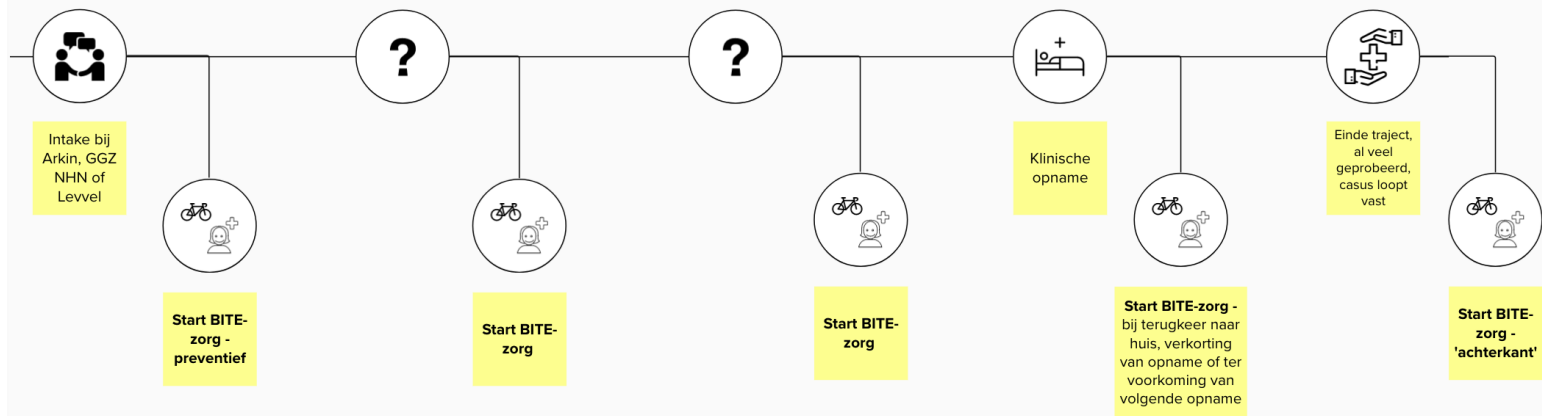 ?
?
Intake bij
Arkin, GGZ
NHN of
Levvel
Klinische
opname
Einde traject,
al veel
geprobeerd,
casus loopt
vast
Start BITE-
zorg -
preventief
Start BITE-
zorg
Start BITE-
zorg
Start BITE-zorg -
bij terugkeer naar
huis, verkorting
van opname of ter
voorkoming van
volgende opname
Start BITE-
zorg -
'achterkant'